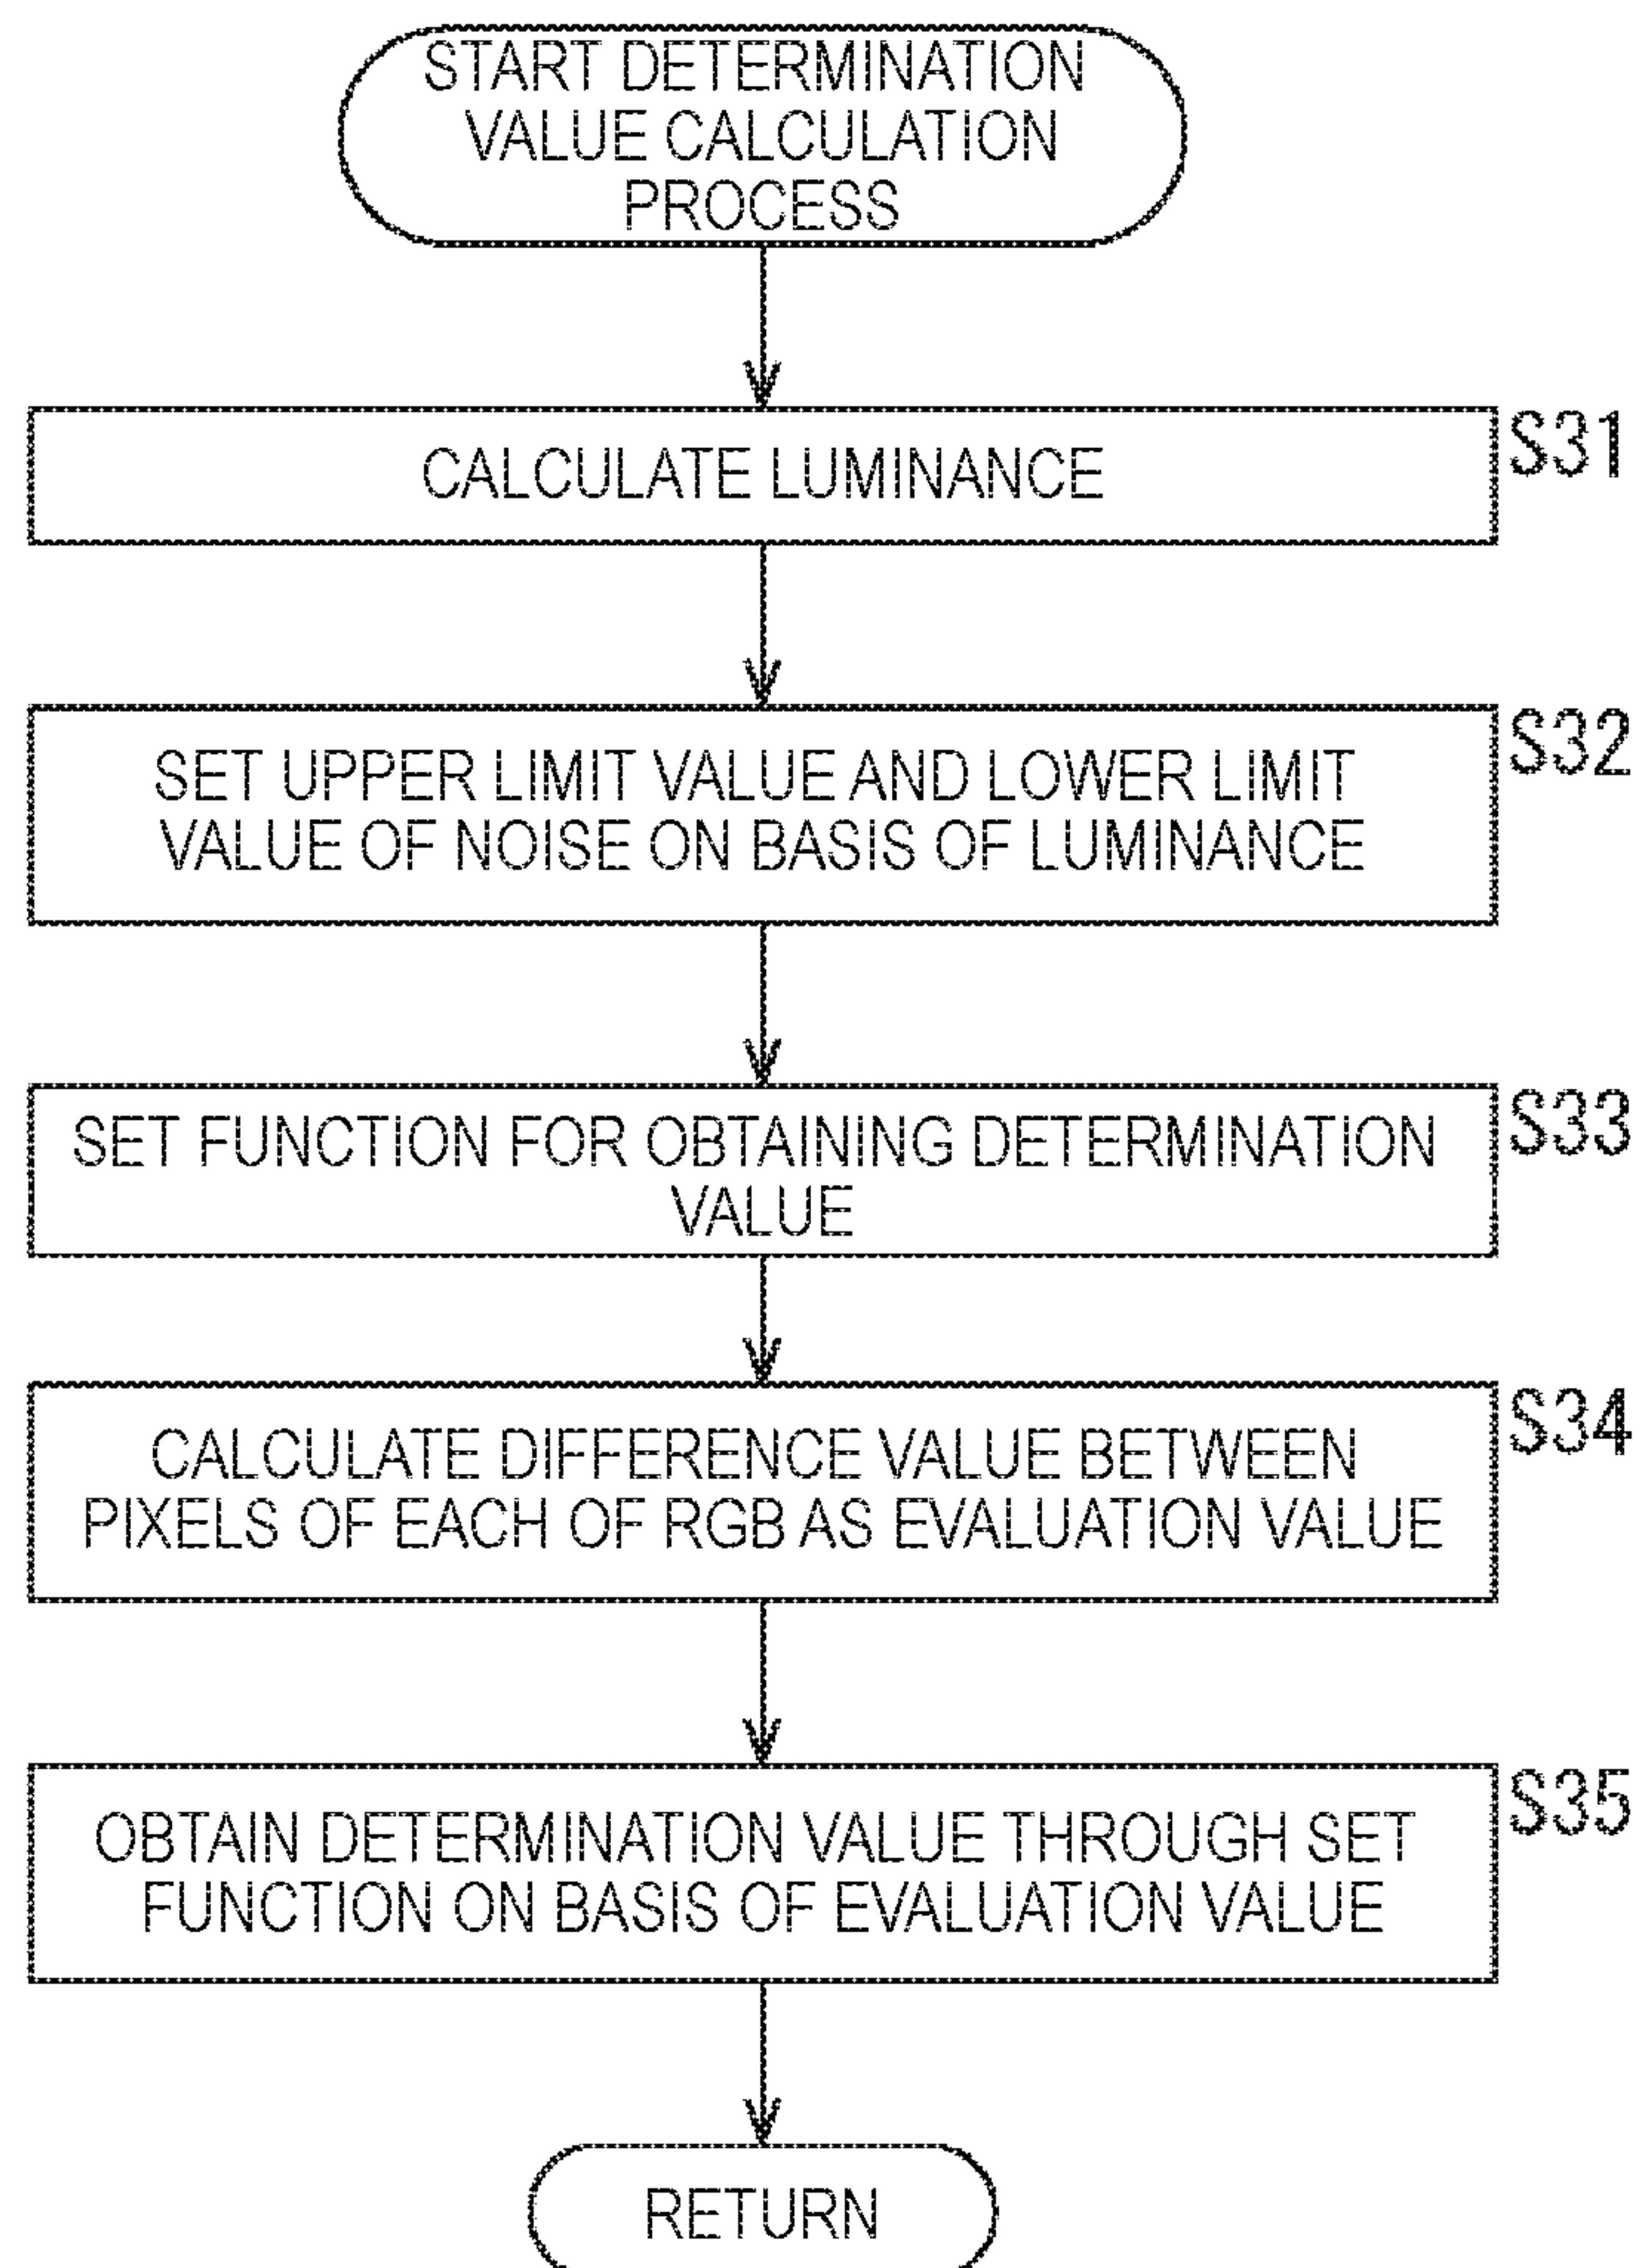 START DETERMINATION
VALUE CALCULATION
PROCESS
CALCULATE LUMINANCE
S31
SET UPPER LIMIT VALUE AND LOWER LIMIT
VALUE OF NOISE ON BASIS OF LUMINANCE
S32
SET FUNCTION FOR OBTAINING DETERMINATION
VALUE
S33
CALCULATE DIFFERENCE VALUE BETWEEN
PIXELS OF EACH OF RGB AS EVALUATION VALUE
S34
OBTAIN DETERMINATION VALUE THROUGH SET
FUNCTION ON BASIS OF EVALUATION VALUE
S35
RETURN